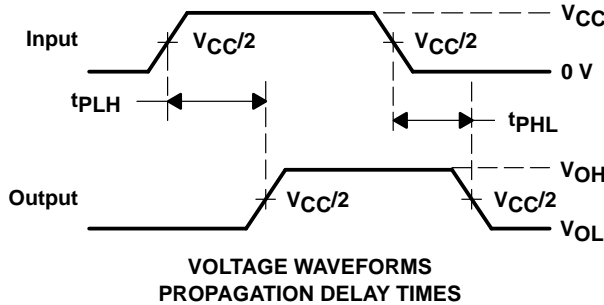 VCC
Input
VCC/2
VCC/2
0 V
tPLH
tPHL
VOH
Output
VCC/2
VCC/2
VOL
VOLTAGE WAVEFORMS
PROPAGATION DELAY TIMES